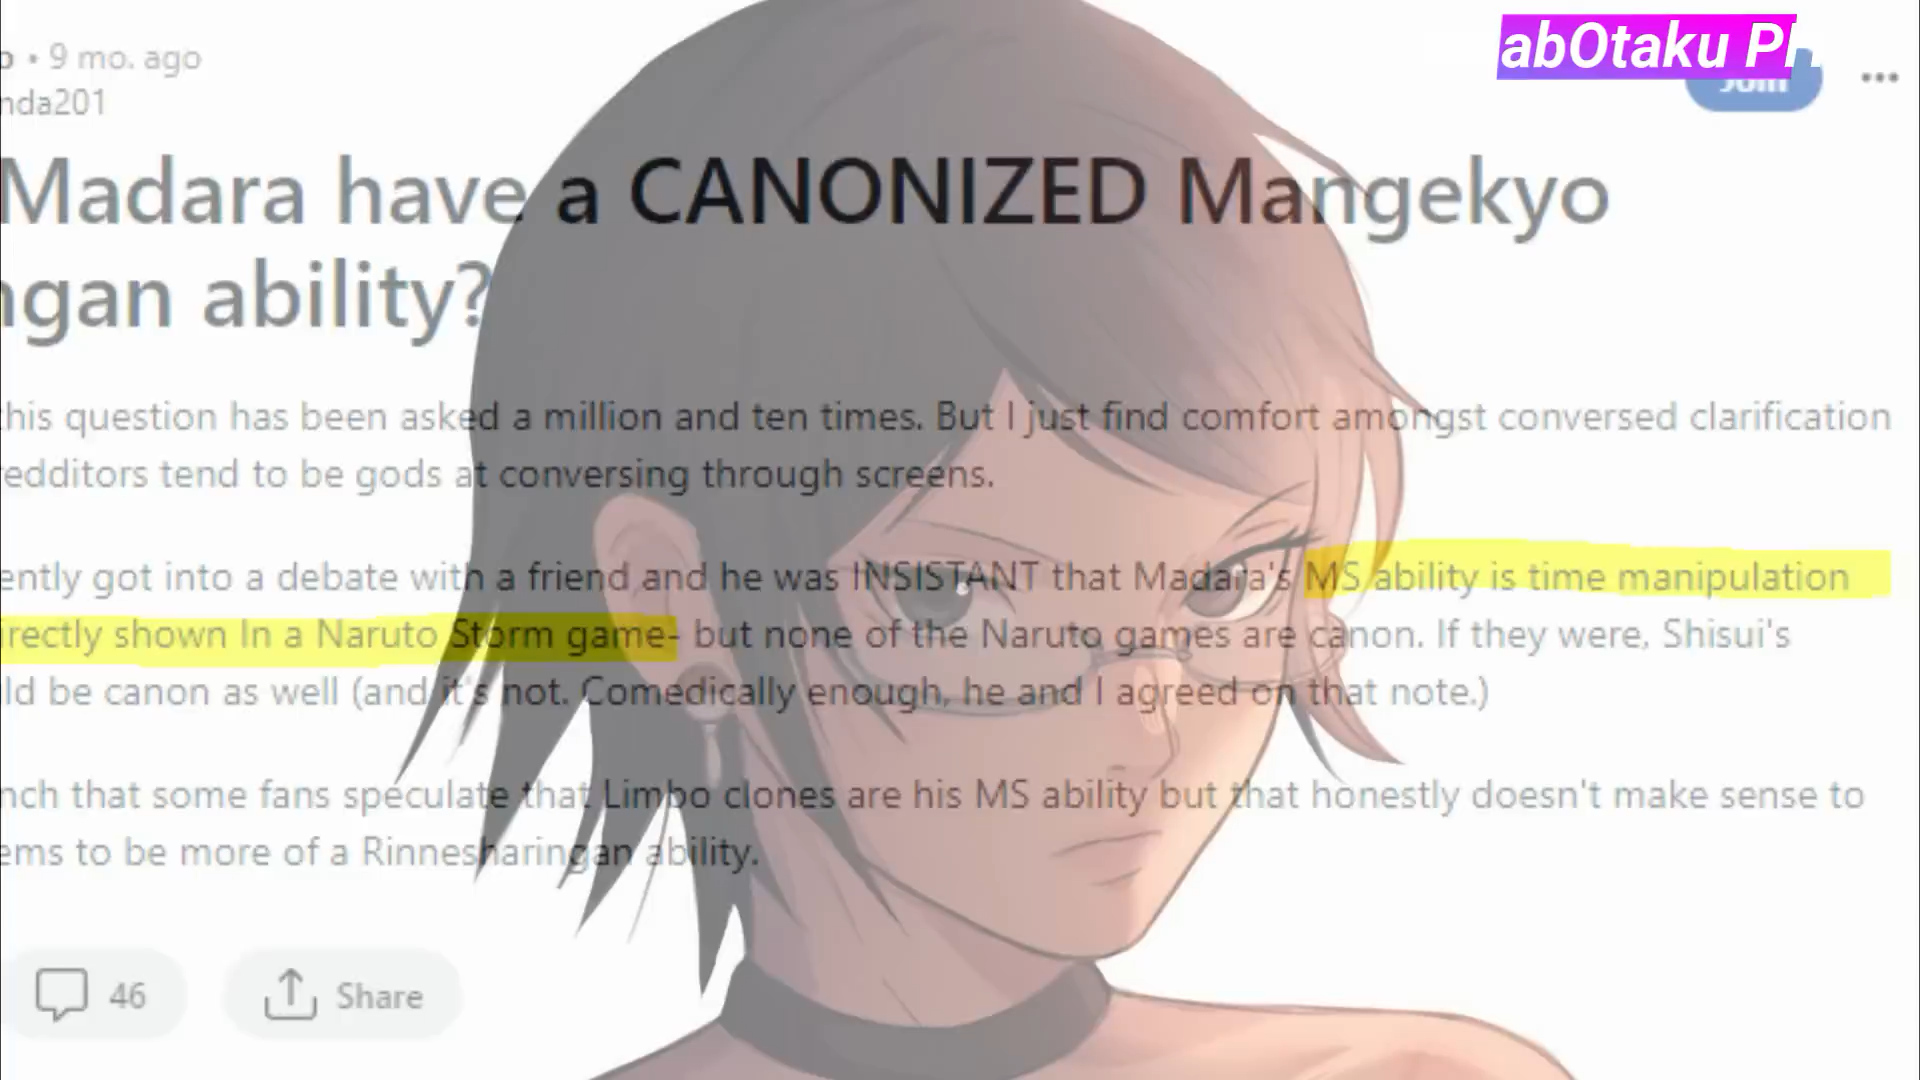 • 9 mo. ago
nda201
abOtaku
Join
Madara have a CANONIZED Mangekyo
ngan ability?
this question has been asked a million and ten times. But I just find comfort amongst conversed clarification
edditors tend to be gods at conversing through screens.
ently got into a debate with a friend and he was INSISTANT that Madara's MS ability is time manipulation
irectly shown In a Naruto Storm game- but none of the Naruto games are canon. If they were, Shisui's
ld be canon as well (and it's not. Comedically enough, he and I agreed on that note.)
nch that some fans speculate that Limbo clones are his MS ability but that honestly doesn't make sense to
ems to be more of a Rinnesharingan ability.
46
Share